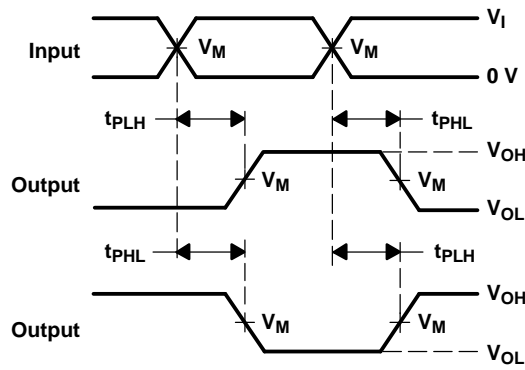 V_I
Input V_M V_M
0 V
t_PLH t_PHL
V_OH
Output V_M V_M
V_OL
t_PHL t_PLH
V_OH
Output V_M V_M
V_OL